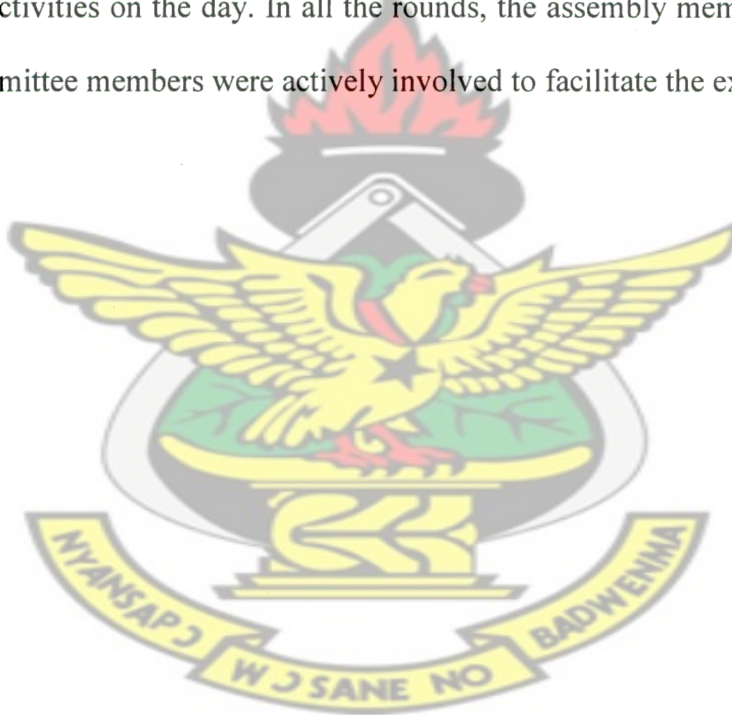 ctivities on the day. In all the rounds, the assembly mem
mmittee members were actively involved to facilitate the ex
NYANSAPƆ WƆSANE NO BADWENMA